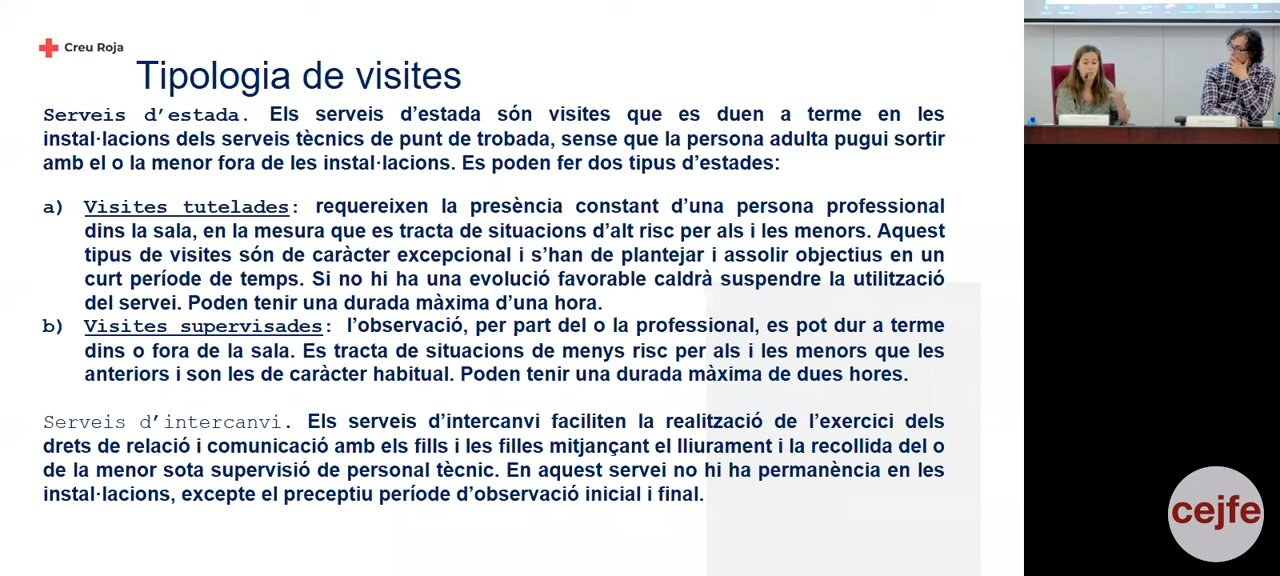 Creu Roja
Tipologia de visites
Serveis d'estada. Els serveis d'estada són visites que es duen a terme en les
instal·lacions dels serveis tècnics de punt de trobada, sense que la persona adulta pugui sortir
amb el o la menor fora de les instal·lacions. Es poden fer dos tipus d'estades:
a) Visites tutelades: requereixen la presència constant d'una persona professional
dins la sala, en la mesura que es tracta de situacions d'alt risc per als i les menors. Aquest
tipus de visites són de caràcter excepcional i s'han de plantejar i assolir objectius en un
curt període de temps. Si no hi ha una evolució favorable caldrà suspendre la utilització
del servei. Poden tenir una durada màxima d'una hora.
b) Visites supervisades: l'observació, per part del o la professional, es pot dur a terme
dins o fora de la sala. Es tracta de situacions de menys risc per als i les menors que les
anteriors i son les de caràcter habitual. Poden tenir una durada màxima de dues hores.
Serveis d'intercanvi. Els serveis d'intercanvi faciliten la realització de l'exercici dels
drets de relació i comunicació amb els fills i les filles mitjançant el lliurament i la recollida del o
de la menor sota supervisió de personal tècnic. En aquest servei no hi ha permanència en les
instal·lacions, excepte el preceptiu període d'observació inicial i final.
cejfe